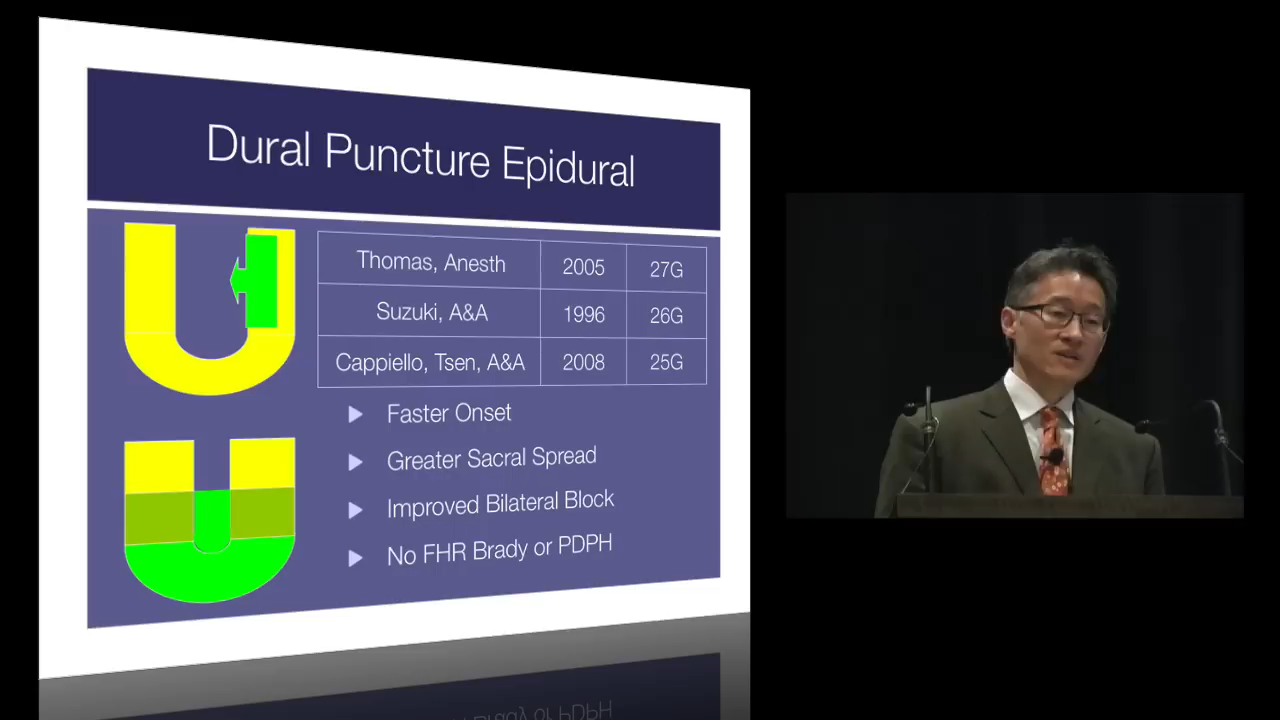 Dural Puncture Epidural
Thomas, Anesth 2005 27G
Suzuki, A&A 1996 26G
Cappiello, Tsen, A&A 2008 25G
Faster Onset
Greater Sacral Spread
Improved Bilateral Block
No FHR Brady or PDPH